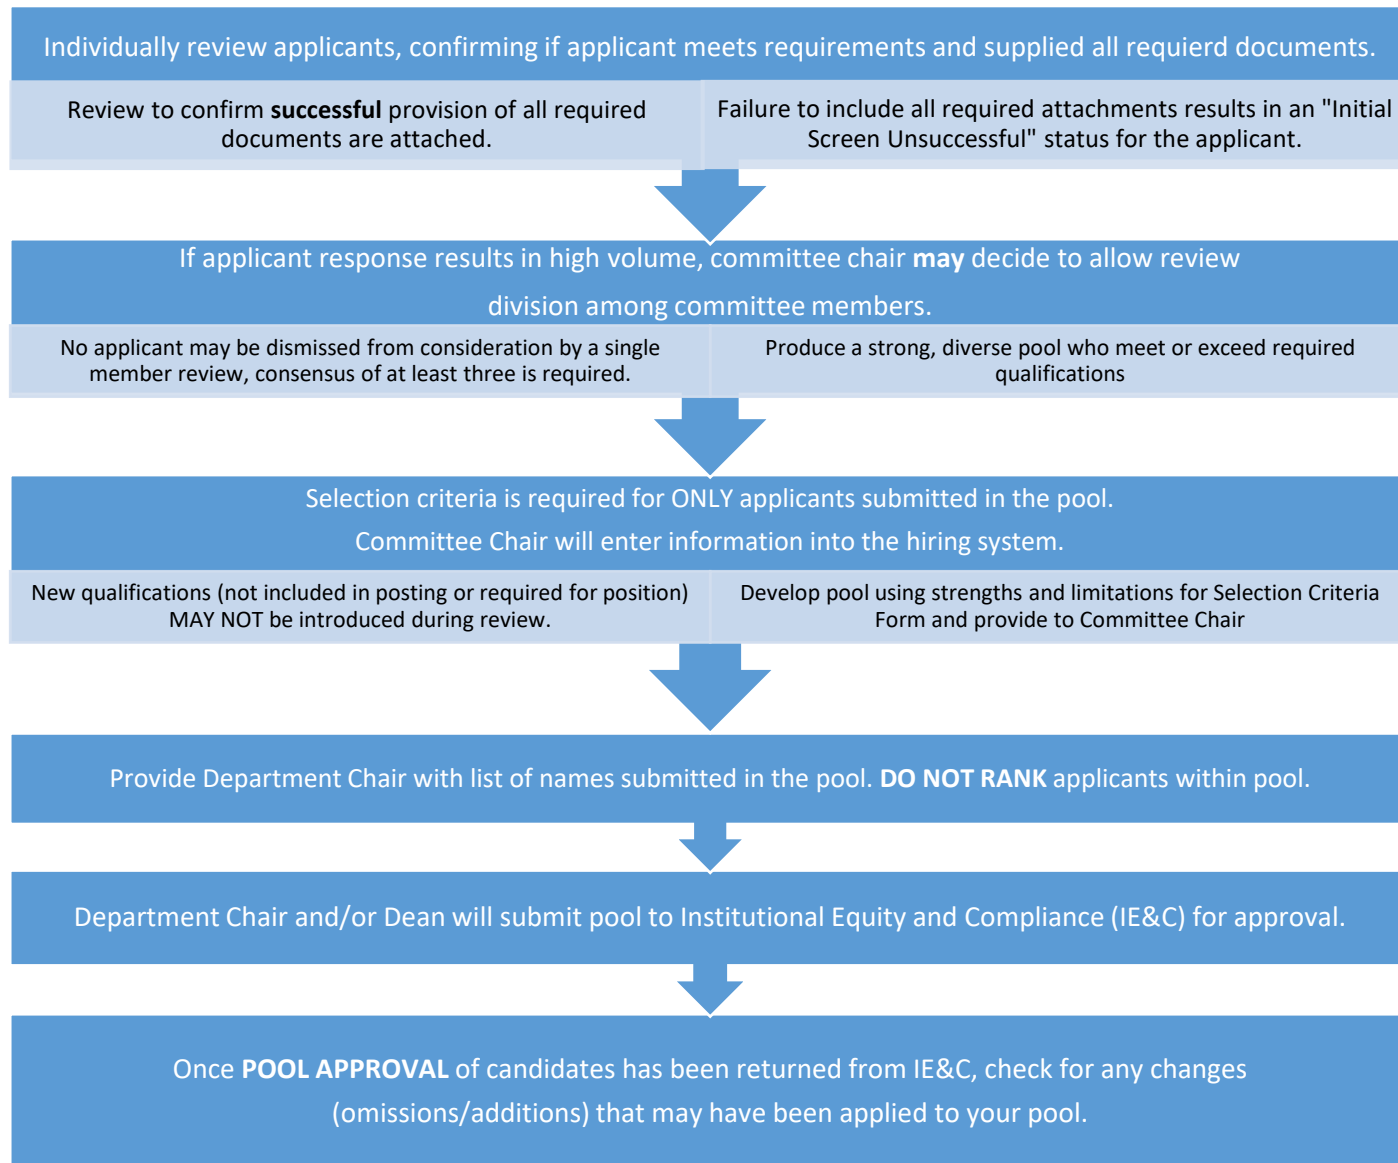 Individually review applicants, confirming if applicant meets requirements and supplied all requierd documents.
Review to confirm successful provision of all required
documents are attached.
Failure to include all required attachments results in an "Initial
Screen Unsuccessful" status for the applicant.
If applicant response results in high volume, committee chair may decide to allow review
division among committee members.
No applicant may be dismissed from consideration by a single
member review, consensus of at least three is required.
Produce a strong, diverse pool who meet or exceed required
qualifications
Selection criteria is required for ONLY applicants submitted in the pool.
Committee Chair will enter information into the hiring system.
New qualifications (not included in posting or required for position)
MAY NOT be introduced during review.
Develop pool using strengths and limitations for Selection Criteria
Form and provide to Committee Chair
Provide Department Chair with list of names submitted in the pool. DO NOT RANK applicants within pool.
Department Chair and/or Dean will submit pool to Institutional Equity and Compliance (IE&C) for approval.
Once POOL APPROVAL of candidates has been returned from IE&C, check for any changes
(omissions/additions) that may have been applied to your pool.